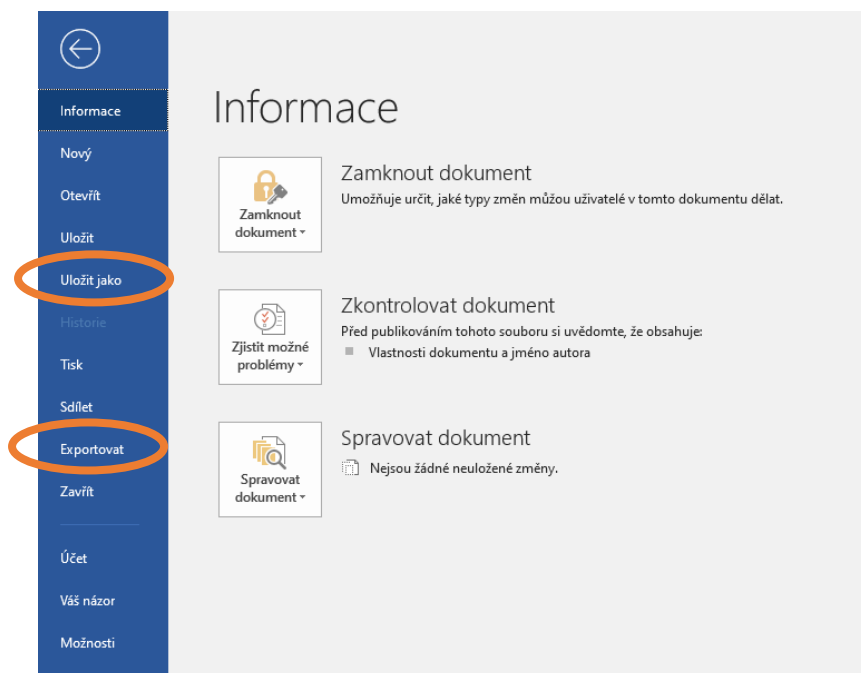 Informace
Nový
Otevřít
Uložit
Uložit jako
Historie
Tisk
Sdílet
Exportovat
Zavřít
Účet
Váš názor
Možnosti
Informace
Zamknout
dokument
Zamknout dokument
Umožňuje určit, jaké typy změn můžou uživatelé v tomto dokumentu dělat.
Zjistit možné
problémy
Zkontrolovat dokument
Před publikováním tohoto souboru si uvědomte, že obsahuje:
Vlastnosti dokumentu a jméno autora
Spravovat
dokument
Spravovat dokument
Nejsou žádné neuložené změny.